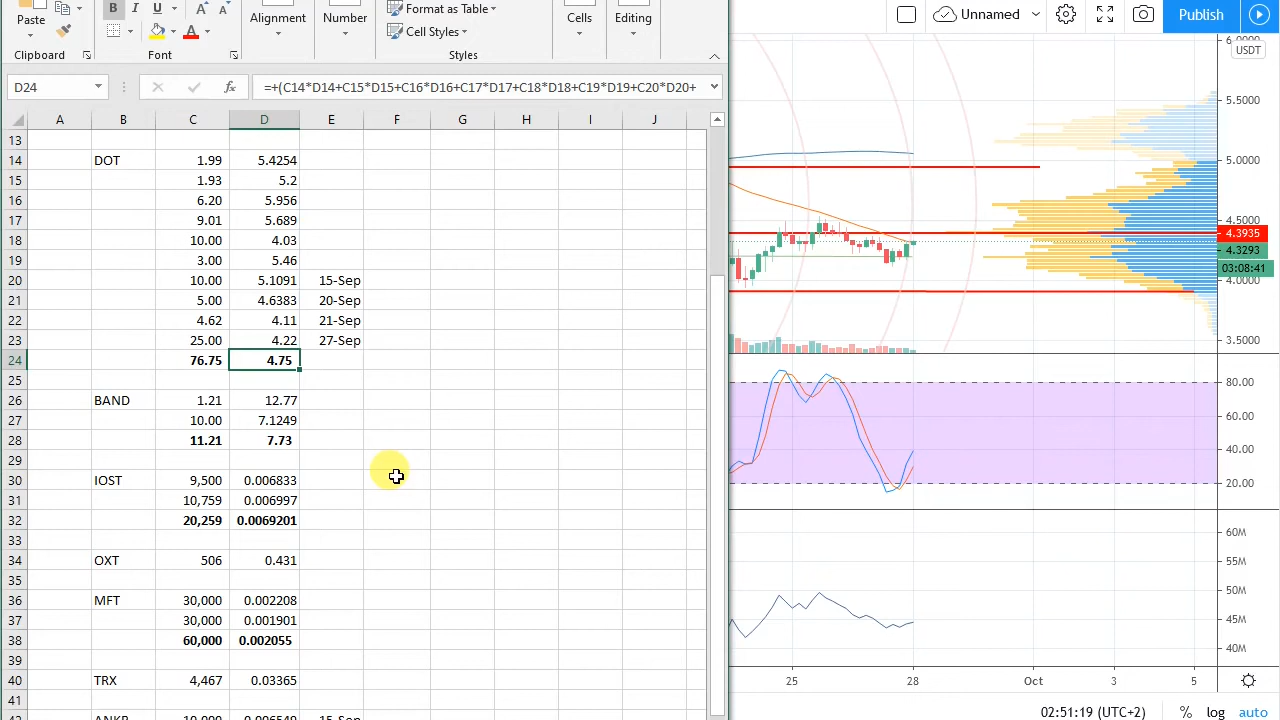 Paste
B I U
A A
A
Clipboard
Font
Alignment
Number
Format as Table
Cell Styles
Styles
Cells
Editing
D24
fx
=+(C14*D14+C15*D15+C16*D16+C17*D17+C18*D18+C19*D19+C20*D20+
A B C D E F G H I J
13
14 DOT 1.99 5.4254
15 1.93 5.2
16 6.20 5.956
17 9.01 5.689
18 10.00 4.03
19 3.00 5.46
20 10.00 5.1091 15-Sep
21 5.00 4.6383 20-Sep
22 4.62 4.11 21-Sep
23 25.00 4.22 27-Sep
24 76.75 4.75
25
26 BAND 1.21 12.77
27 10.00 7.1249
28 11.21 7.73
29
30 IOST 9,500 0.006833
31 10,759 0.006997
32 20,259 0.0069201
33
34 OXT 506 0.431
35
36 MFT 30,000 0.002208
37 30,000 0.001901
38 60,000 0.002055
39
40 TRX 4,467 0.03365
41
42 ANKR 10,000 0.006549 15-Sep
Unnamed
Publish
6.0000
USDT
5.5000
5.0000
4.5000
4.3935
4.3293
03:08:41
4.0000
3.5000
80.00
60.00
40.00
20.00
60M
55M
50M
45M
40M
25 28 Oct 3 5
02:51:19 (UTC+2) % log auto